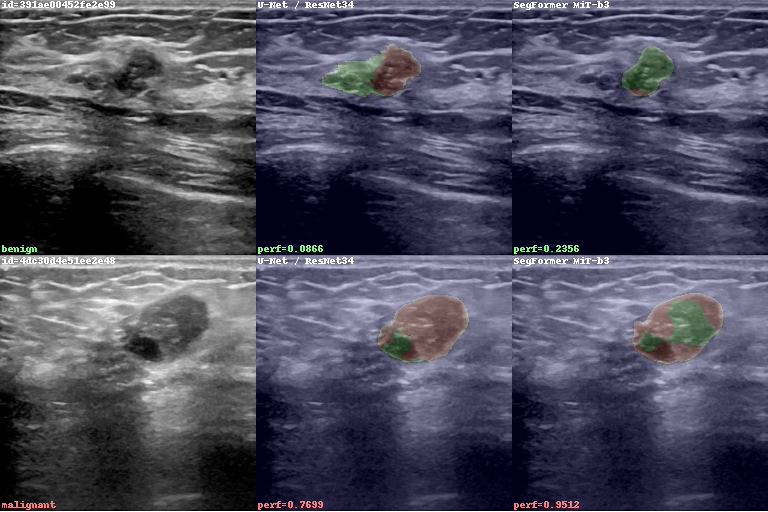 id=391ae00452fe2e99
U-Net / ResNet34
SegFormer MiT-b3
benign
perf=0.0866
perf=0.2356
id=4dc30d4e51ee2e48
U-Net / ResNet34
SegFormer MiT-b3
malignant
perf=0.7699
perf=0.9512